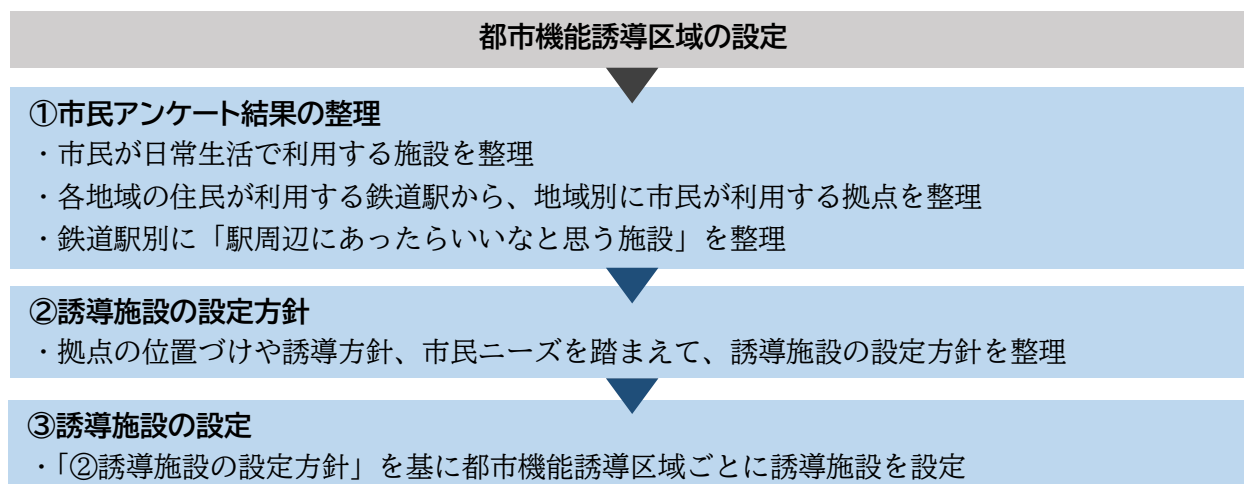 都市機能誘導区域の設定
①市民アンケート結果の整理
・市民が日常生活で利用する施設を整理
・各地域の住民が利用する鉄道駅から、地域別に市民が利用する拠点を整理
・鉄道駅別に「駅周辺にあったらいいなと思う施設」を整理
②誘導施設の設定方針
・拠点の位置づけや誘導方針、市民ニーズを踏まえて、誘導施設の設定方針を整理
③誘導施設の設定
・「②誘導施設の設定方針」を基に都市機能誘導区域ごとに誘導施設を設定